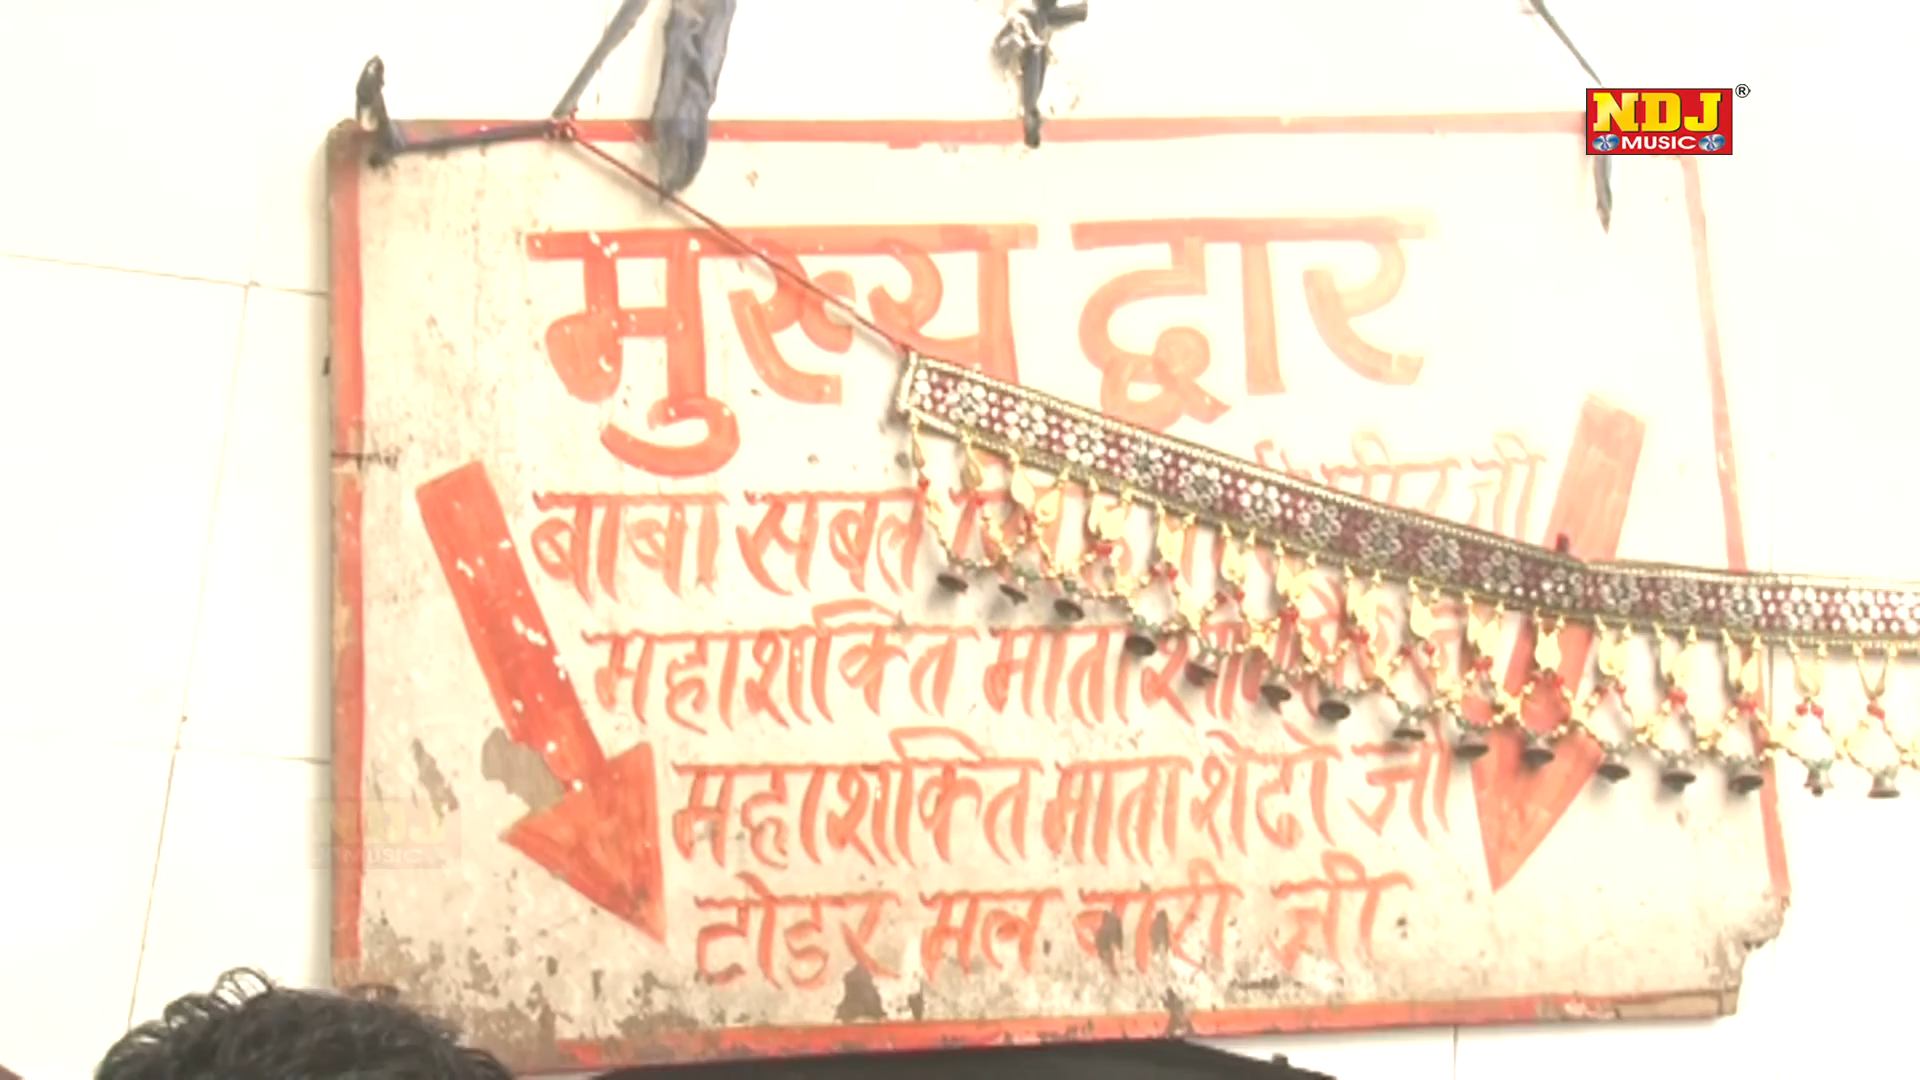 NDJ
MUSIC
मुख्य द्वार
बाबा सबल जी
महाशक्ति माता
महाशक्ति माता शेढो जी
टोडर मल बारी जी